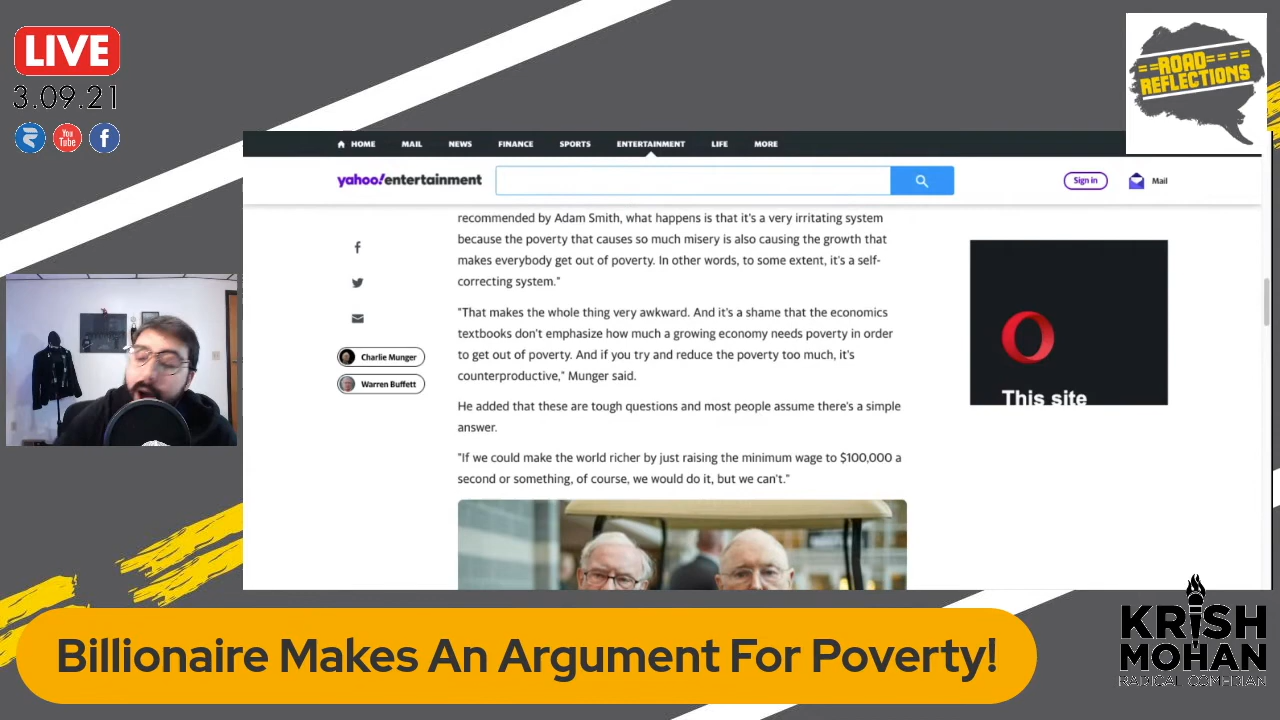 LIVE
3.09.21
You
Tube
==ROAD====
REFLECTIONS
HOME MAIL NEWS FINANCE SPORTS ENTERTAINMENT LIFE MORE
yahoo!entertainment
Sign in
Mail
recommended by Adam Smith, what happens is that it's a very irritating system
because the poverty that causes so much misery is also causing the growth that
makes everybody get out of poverty. In other words, to some extent, it's a self-
correcting system."
"That makes the whole thing very awkward. And it's a shame that the economics
textbooks don't emphasize how much a growing economy needs poverty in order
to get out of poverty. And if you try and reduce the poverty too much, it's
counterproductive," Munger said.
Charlie Munger
Warren Buffett
He added that these are tough questions and most people assume there's a simple
answer.
"If we could make the world richer by just raising the minimum wage to $100,000 a
second or something, of course, we would do it, but we can't."
This site
Billionaire Makes An Argument For Poverty!
KRISH
MOHAN
RADICAL COMEDIAN